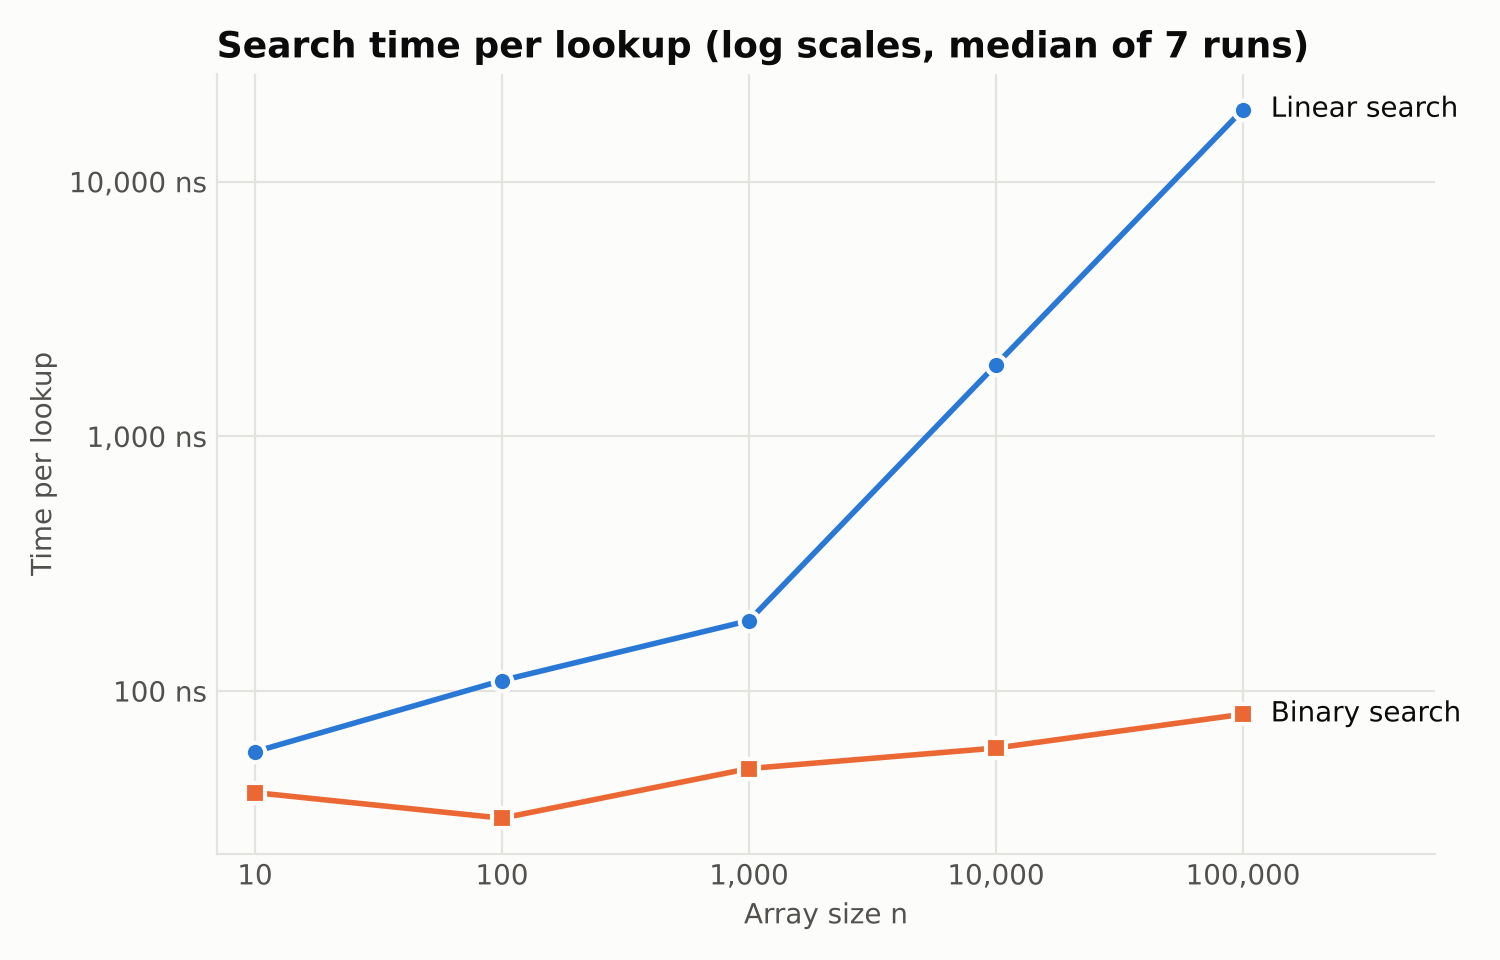 Search time per lookup (log scales, median of 7 runs)
Linear search
10,000 ns
1,000 ns
100 ns
Time per lookup
Binary search
10
100
1,000
10,000
100,000
Array size n